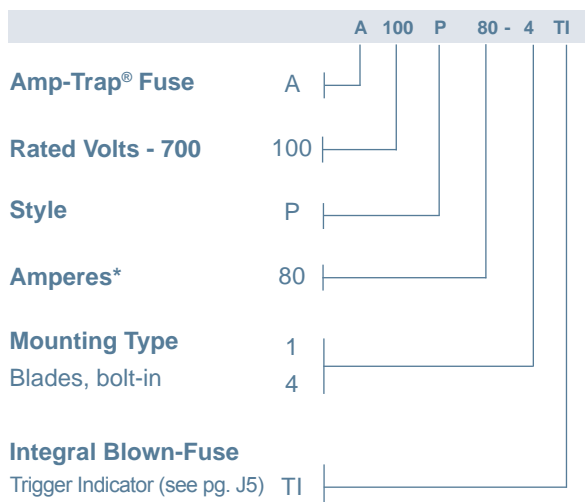 A 100 P 80 - 4 TI
Amp-Trap® Fuse A
Rated Volts - 700 100
Style P
Amperes* 80
Mounting Type 1
Blades, bolt-in 4
Integral Blown-Fuse
Trigger Indicator (see pg. J5) TI